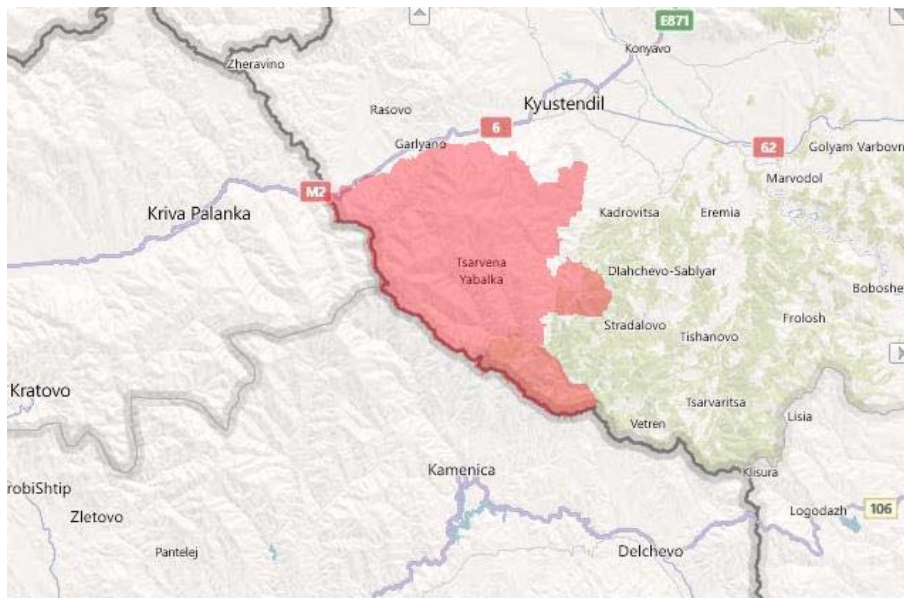 E871
Konyavo
Zheravino
Kyustendil
Rasovo
6
Garlyano
62
Golyam Varbovn
Marvodol
M2
Kriva Palanka
Kadrovitsa
Eremia
Tsarvena
Yabalka
Dlahchevo-Sablyar
Boboshe
Frolosh
Stradalovo
Tishanovo
Kratovo
Tsarvaritsa
Lisia
Vetren
Kamenica
Klisura
robiShtip
Zletovo
Logodazh
106
Pantelej
Delchevo